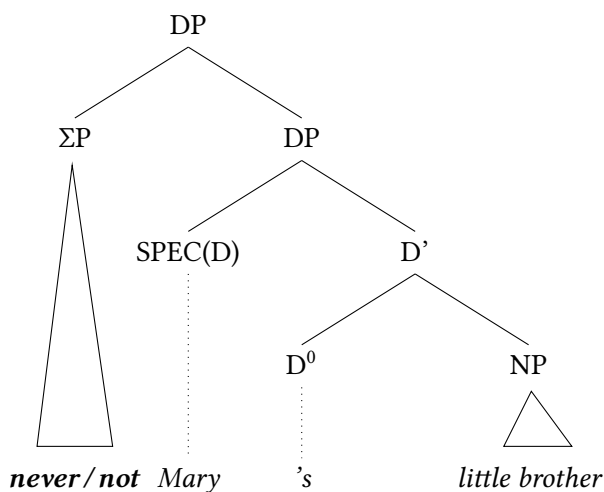 DP
ΣP DP
SPEC(D) D’
D⁰ NP
never/not Mary ’s little brother